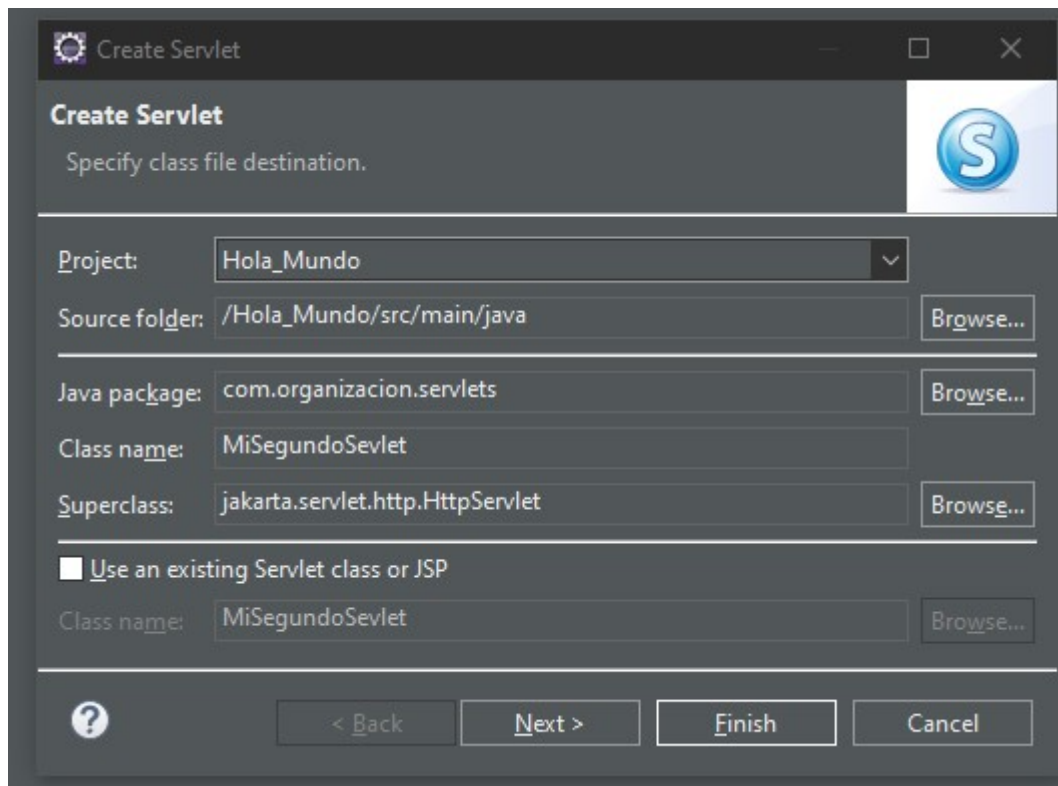 Create Servlet
Create Servlet
Specify class file destination.
S
Project: Hola_Mundo
Source folder: /Hola_Mundo/src/main/java Browse...
Java package: com.organizacion.servlets Browse...
Class name: MiSegundoSevlet
Superclass: jakarta.servlet.http.HttpServlet Browse...
Use an existing Servlet class or JSP
Class name: MiSegundoSevlet Browse...
? < Back Next > Finish Cancel